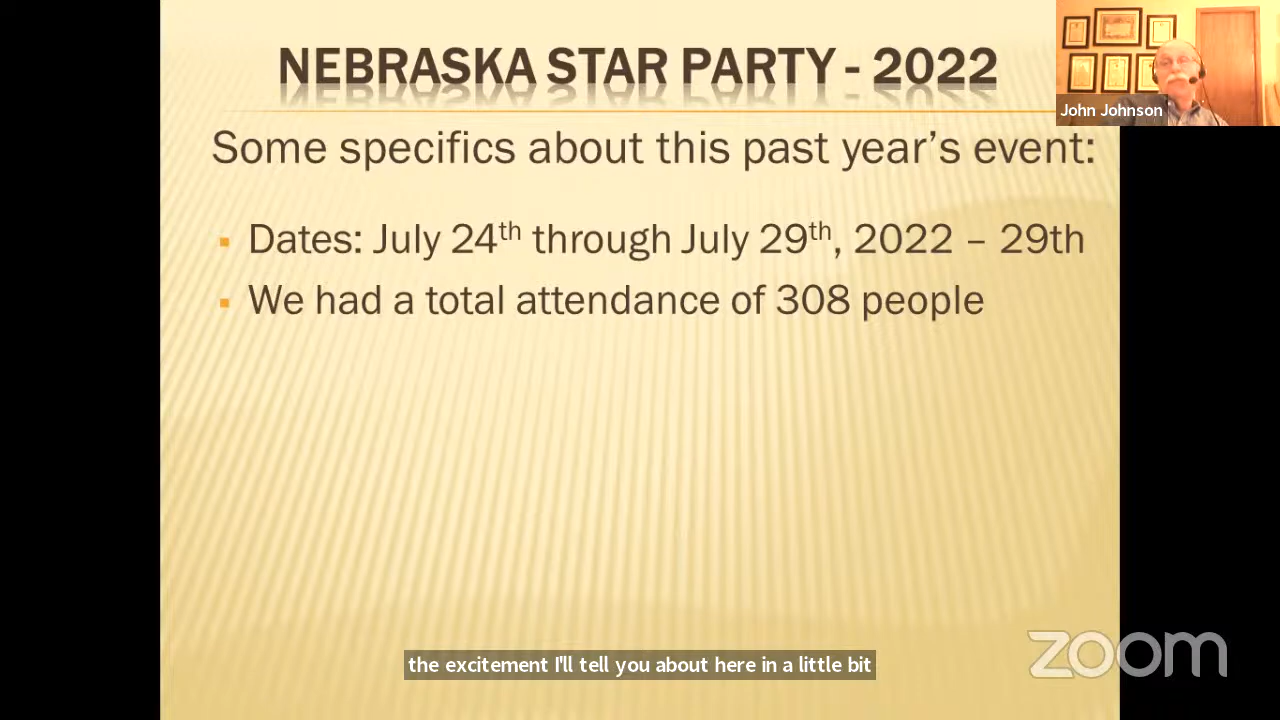 NEBRASKA STAR PARTY - 2022
John Johnson
Some specifics about this past year’s event:
Dates: July 24th through July 29th, 2022 – 29th
We had a total attendance of 308 people
zoom
the excitement I'll tell you about here in a little bit